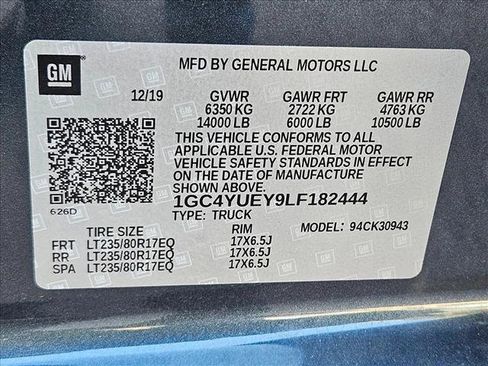 GM
MFD BY GENERAL MOTORS LLC
12/19 GVWR GAWR FRT GAWR RR
6350 KG 2722 KG 4763 KG
14000 LB 6000 LB 10500 LB
THIS VEHICLE CONFORMS TO ALL
APPLICABLE U.S. FEDERAL MOTOR
VEHICLE SAFETY STANDARDS IN EFFECT
ON THE DATE OF MANUFACTURE
SHOWN ABOVE.
1GC4YUEY9LF182444
626D
TYPE: TRUCK
TIRE SIZE RIM MODEL: 94CK30943
FRT LT235/80R17EQ 17X6.5J
RR LT235/80R17EQ 17X6.5J
SPA LT235/80R17EQ 17X6.5J